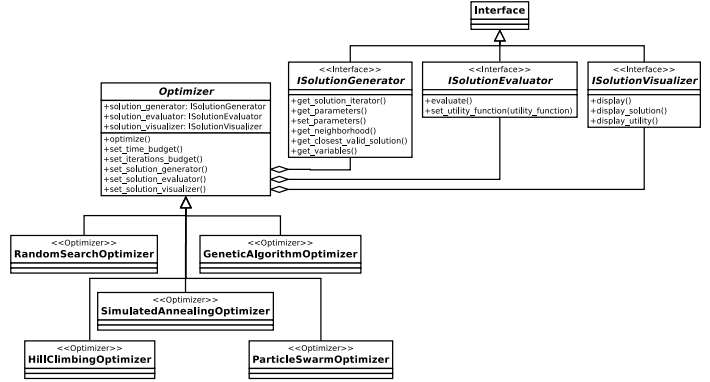 Interface
<<Interface>>
ISolutionGenerator
+get_solution_iterator()
+get_parameters()
+set_parameters()
+get_neighborhood()
+get_closest_valid_solution()
+get_variables()
<<Interface>>
ISolutionEvaluator
+evaluate()
+set_utility_function(utility_function)
<<Interface>>
ISolutionVisualizer
+display()
+display_solution()
+display_utility()
Optimizer
+solution_generator: ISolutionGenerator
+solution_evaluator: ISolutionEvaluator
+solution_visualizer: ISolutionVisualizer
+optimize()
+set_time_budget()
+set_iterations_budget()
+set_solution_generator()
+set_solution_evaluator()
+set_solution_visualizer()
<<Optimizer>>
RandomSearchOptimizer
<<Optimizer>>
GeneticAlgorithmOptimizer
<<Optimizer>>
SimulatedAnnealingOptimizer
<<Optimizer>>
HillClimbingOptimizer
<<Optimizer>>
ParticleSwarmOptimizer